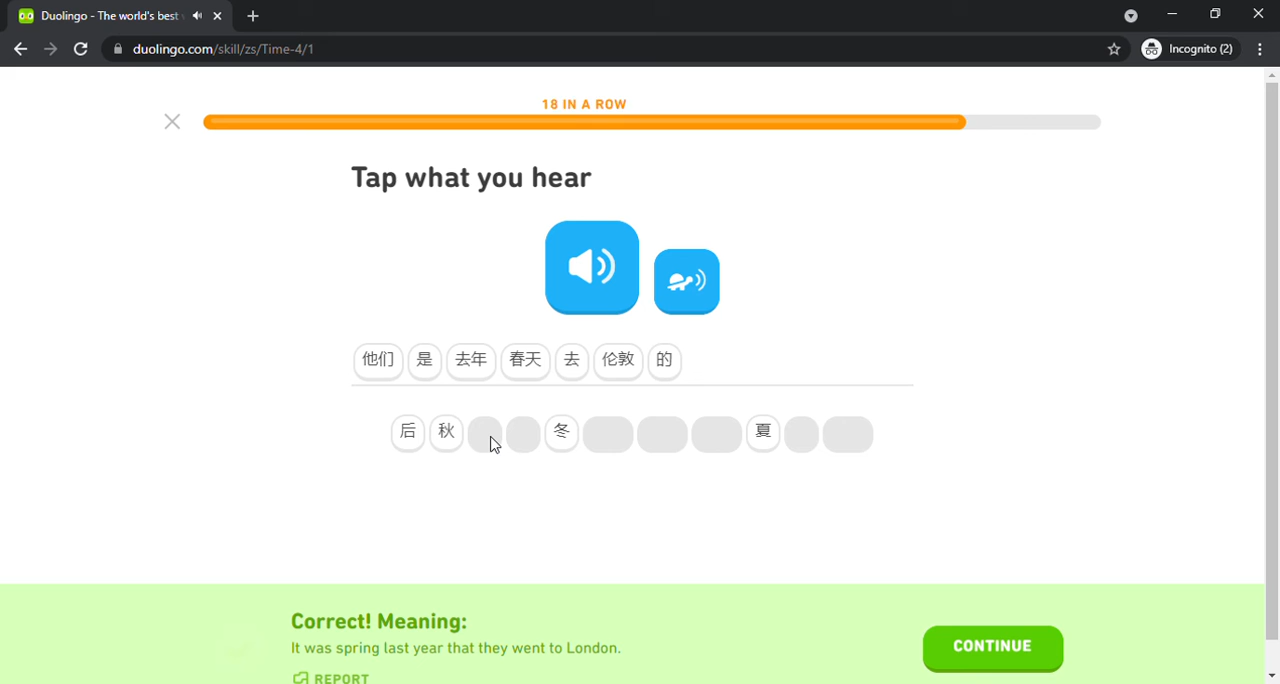 Duolingo - The world's best
duolingo.com/skill/zs/Time-4/1
Incognito (2)
18 IN A ROW
Tap what you hear
他们 是 去年 春天 去 伦敦 的
后 秋 冬 夏
Correct! Meaning:
It was spring last year that they went to London.
CONTINUE
REPORT